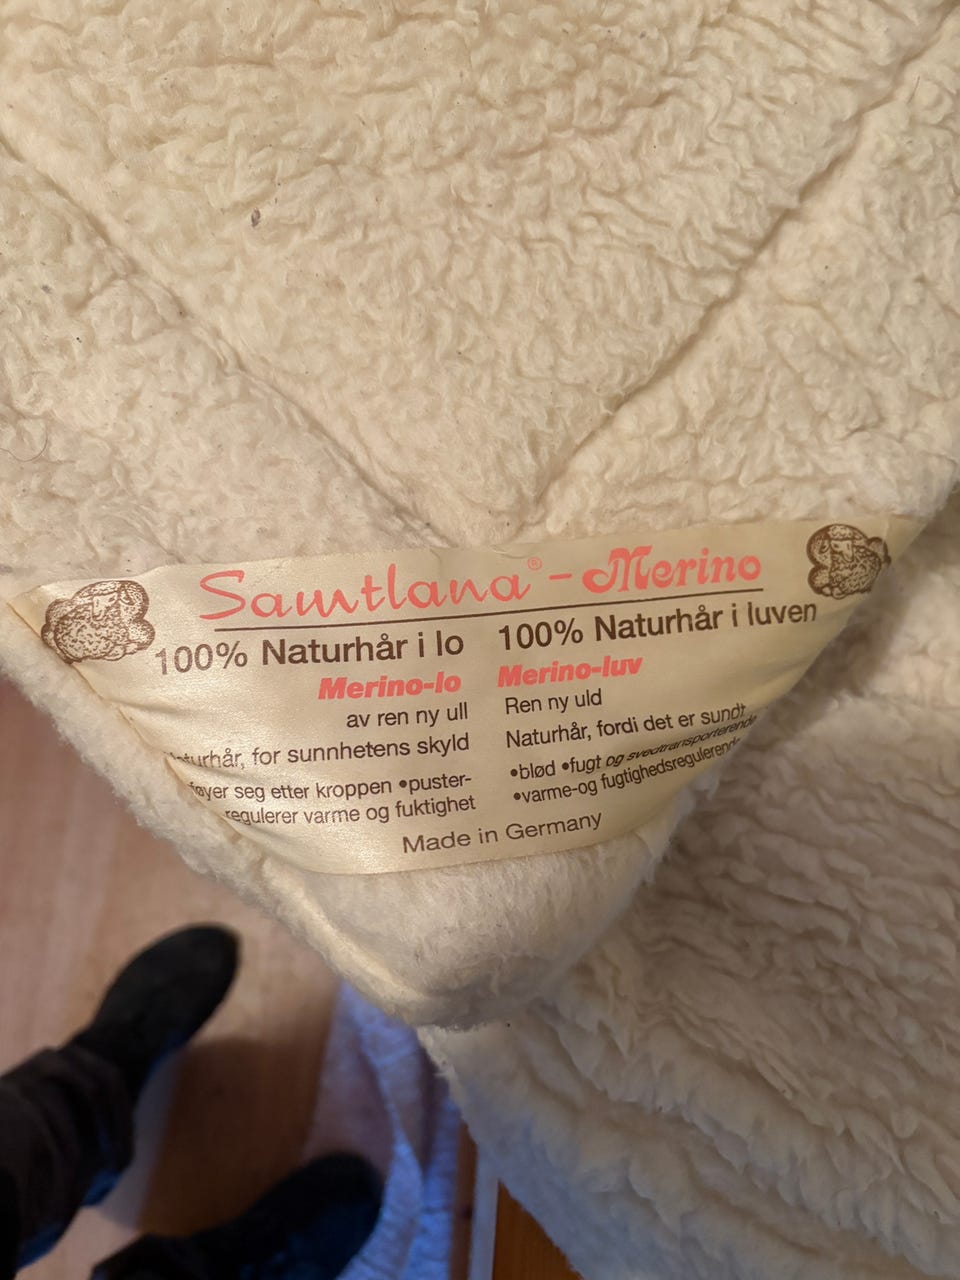 Samtlana® - Merino
100% Naturhår i lo
Merino-lo
av ren ny ull
for sunnhetens skyld
seg etter kroppen •puster-
regulerer varme og fuktighet
100% Naturhår i luven
Merino-luv
Ren ny uld
Naturhår, fordi det er sundt
•blød •fugt og svedtransporterende
•varme-og fugtighedsregulerende
Made in Germany